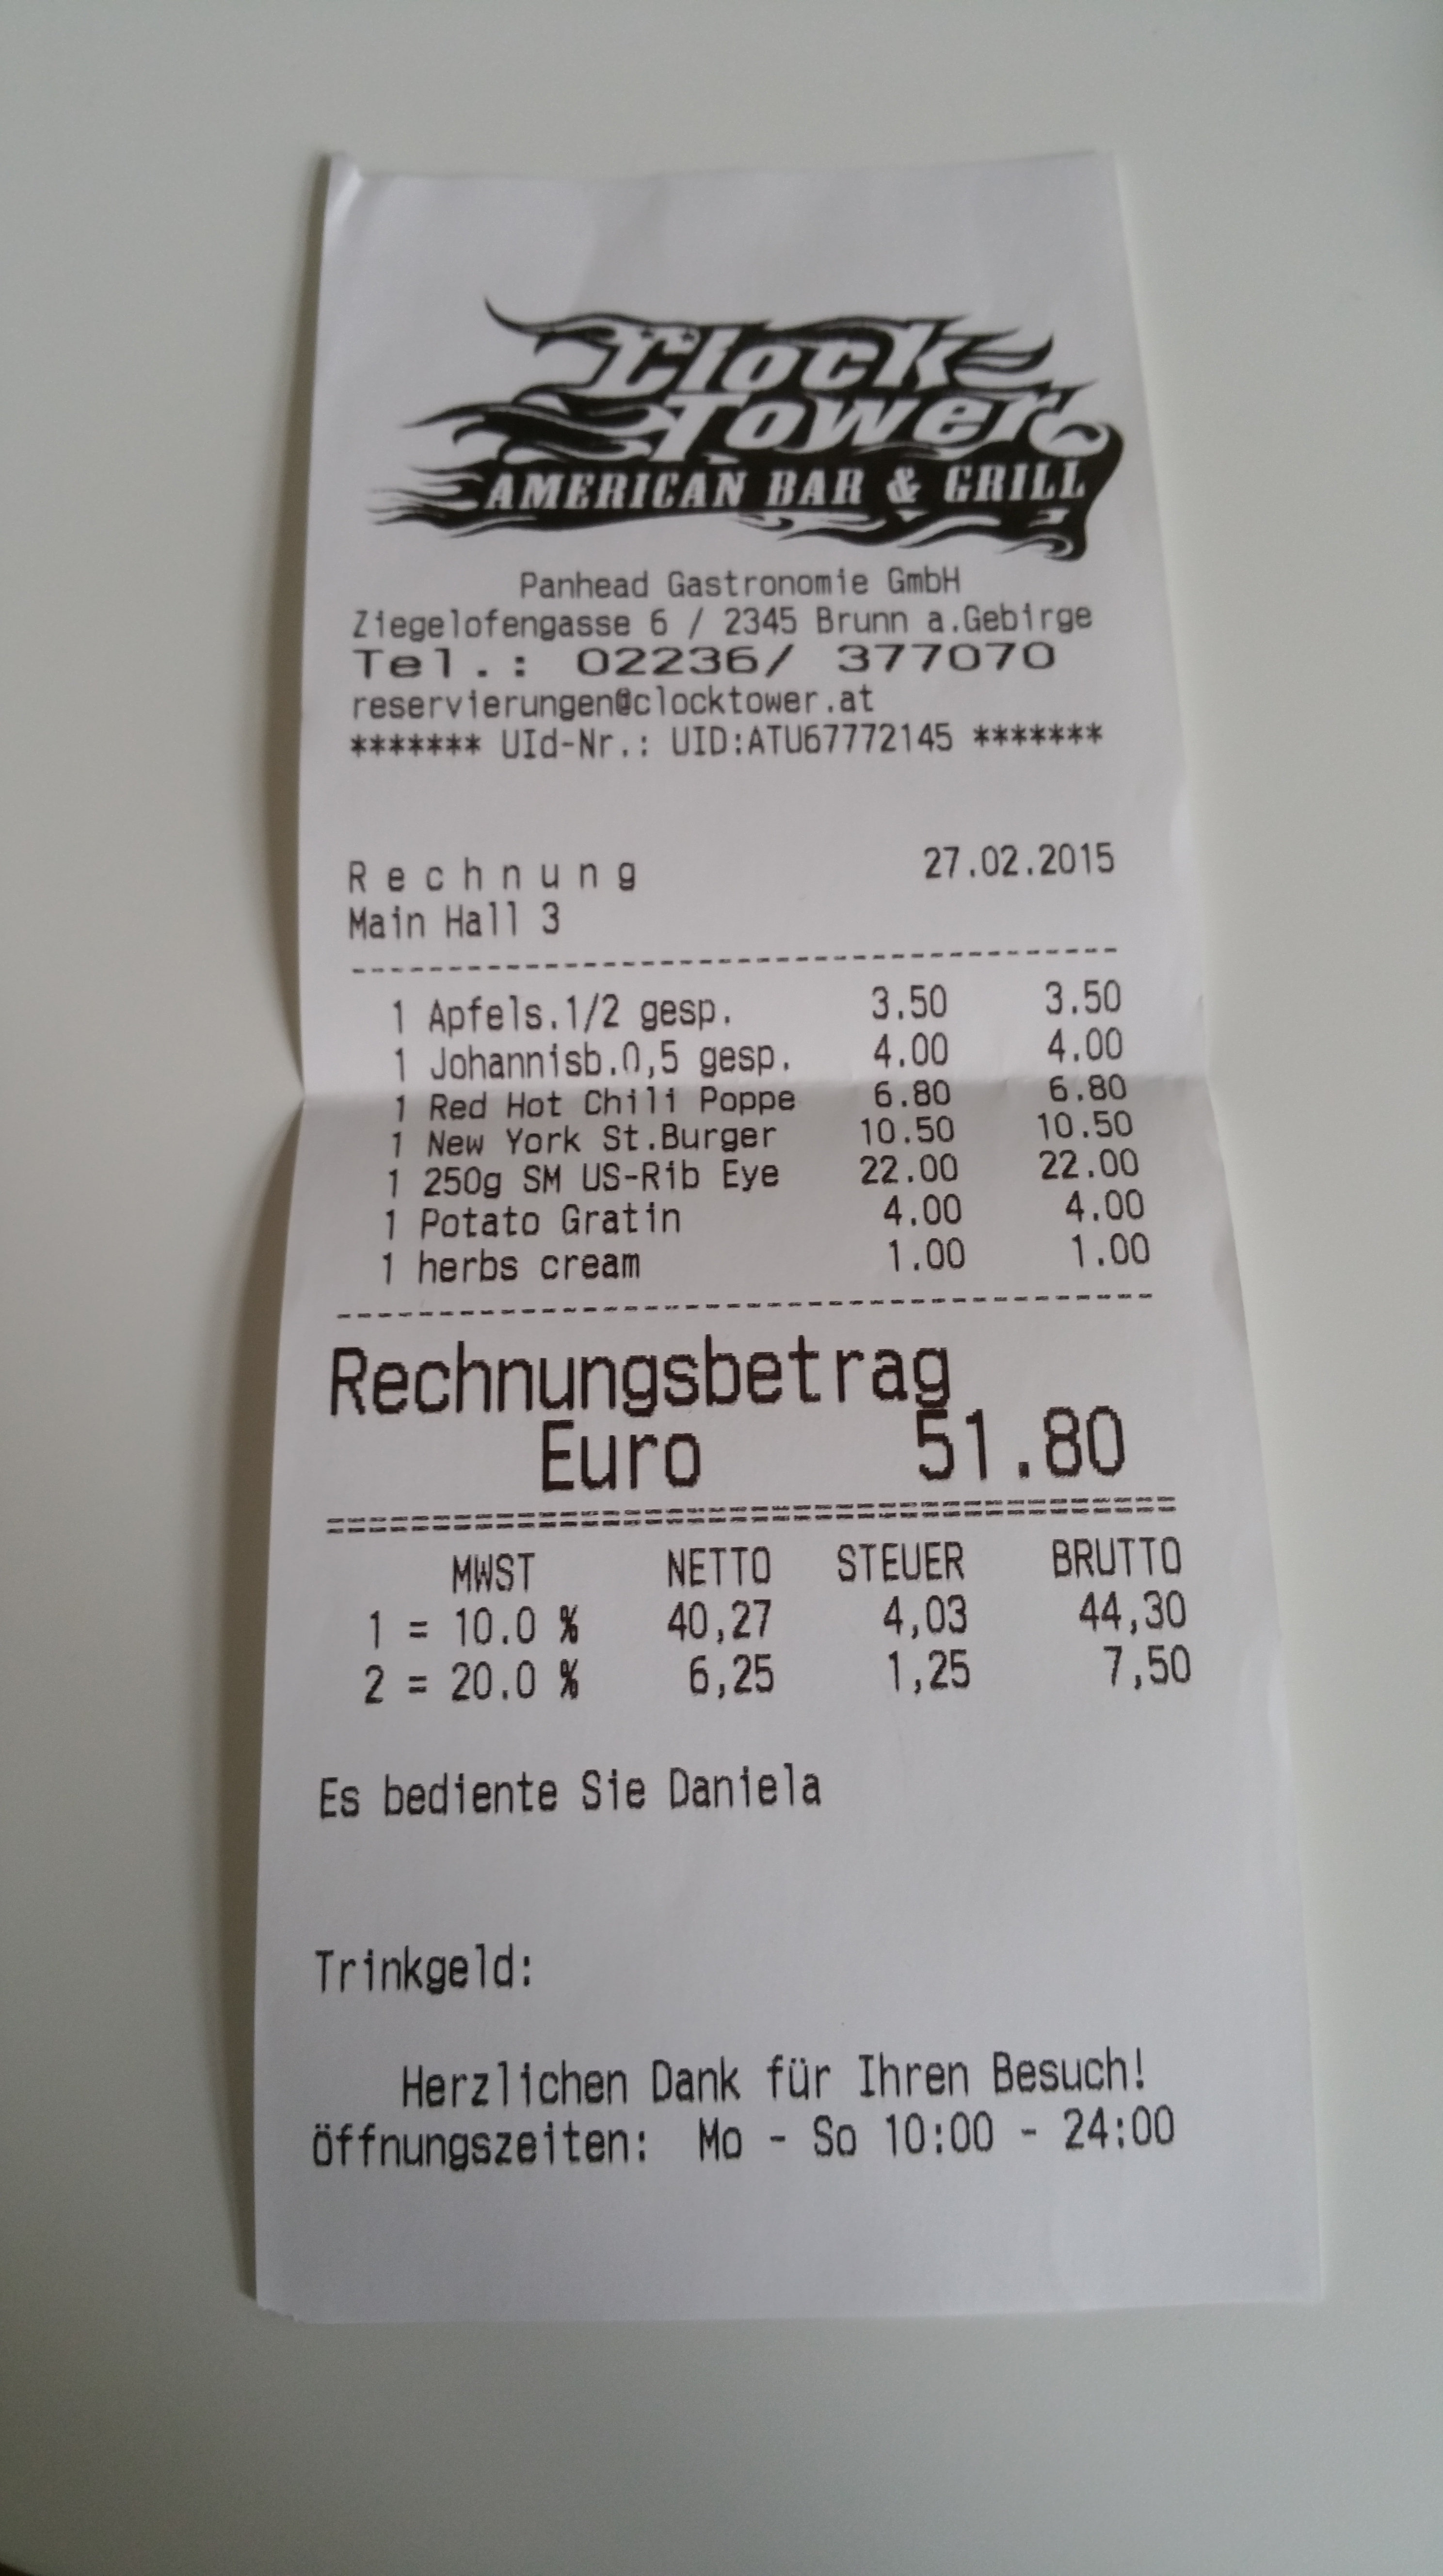 Clock
Tower
AMERICAN BAR & GRILL
Panhead Gastronomie GmbH
Ziegelofengasse 6 / 2345 Brunn a.Gebirge
Tel.: 02236/ 377070
reservierungen@clocktower.at
******* UId-Nr.: UID:ATU67772145 *******
Rechnung 27.02.2015
Main Hall 3
----------------------------------------
1 Apfels.1/2 gesp. 3.50 3.50
1 Johannisb.0,5 gesp. 4.00 4.00
1 Red Hot Chili Poppe 6.80 6.80
1 New York St.Burger 10.50 10.50
1 250g SM US-Rib Eye 22.00 22.00
1 Potato Gratin 4.00 4.00
1 herbs cream 1.00 1.00
----------------------------------------
Rechnungsbetrag
Euro 51.80
========================================
MWST NETTO STEUER BRUTTO
1 = 10.0 % 40,27 4,03 44,30
2 = 20.0 % 6,25 1,25 7,50
Es bediente Sie Daniela
Trinkgeld:
Herzlichen Dank für Ihren Besuch!
Öffnungszeiten: Mo - So 10:00 - 24:00